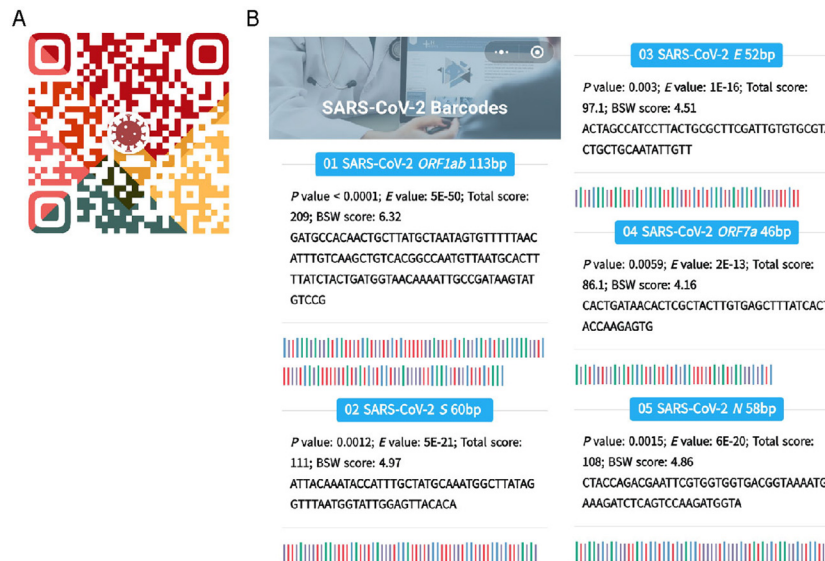 A
B
SARS-CoV-2 Barcodes
01 SARS-CoV-2 ORF1ab 113bp
P value < 0.0001; E value: 5E-50; Total score:
209; BSW score: 6.32
GATGCCACAACTGCTTATGCTAATAGTGTTTTTAAC
ATTTGTCAAGCTGTCACGGCCAATGTTAATGCACTT
TTATCTACTGATGGTAACAAAATTGCCGATAAGTAT
GTCCG
02 SARS-CoV-2 S 60bp
P value: 0.0012; E value: 5E-21; Total score:
111; BSW score: 4.97
ATTACAAATACCATTTGCTATGCAAATGGCTTATAG
GTTTAATGGTATTGGAGTTACACA
03 SARS-CoV-2 E 52bp
P value: 0.003; E value: 1E-16; Total score:
97.1; BSW score: 4.51
ACTAGCCATCCTTACTGCGCTTCGATTGTGTGCGTA
CTGCTGCAATATTGTT
04 SARS-CoV-2 ORF7a 46bp
P value: 0.0059; E value: 2E-13; Total score:
86.1; BSW score: 4.16
CACTGATAACACTCGCTACTTGTGAGCTTTATCACT
ACCAAGAGTG
05 SARS-CoV-2 N 58bp
P value: 0.0015; E value: 6E-20; Total score:
108; BSW score: 4.86
CTACCAGACGAATTCGTGGTGGTGACGGTAAAATG
AAAGATCTCAGTCCAAGATGGTA